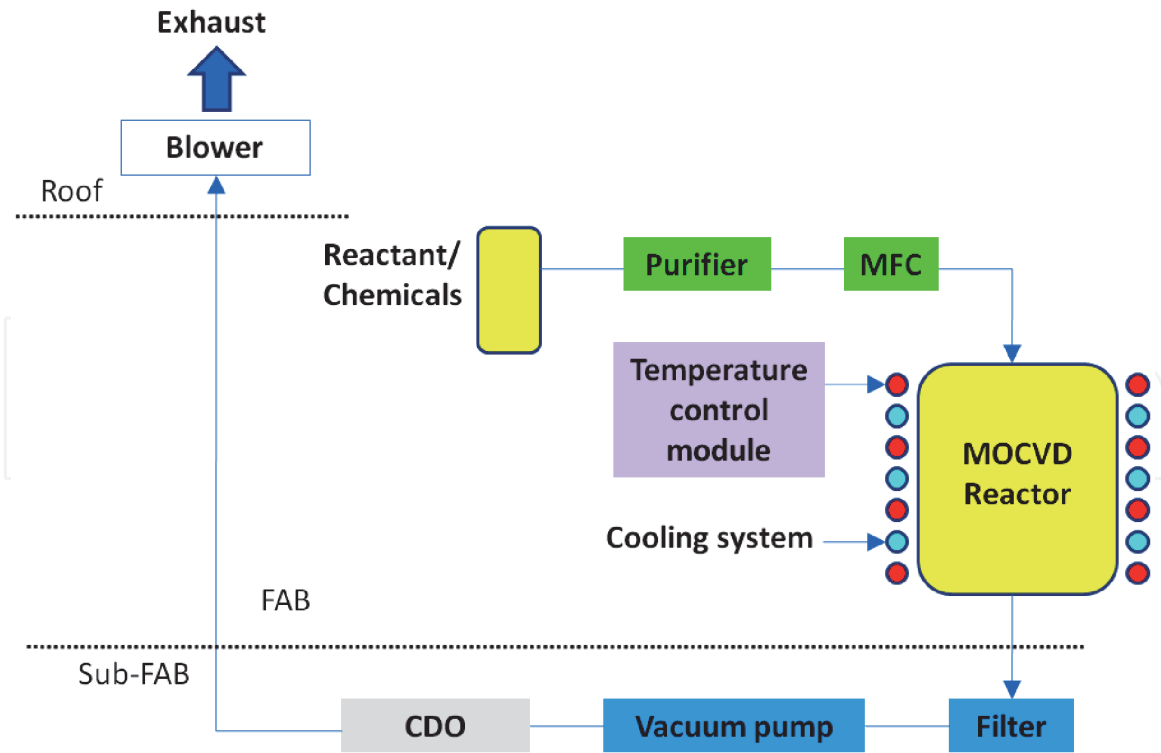 Exhaust
Blower
Roof
Reactant/
Chemicals
Purifier
MFC
Temperature
control
module
MOCVD
Reactor
Cooling system
FAB
Sub-FAB
CDO
Vacuum pump
Filter